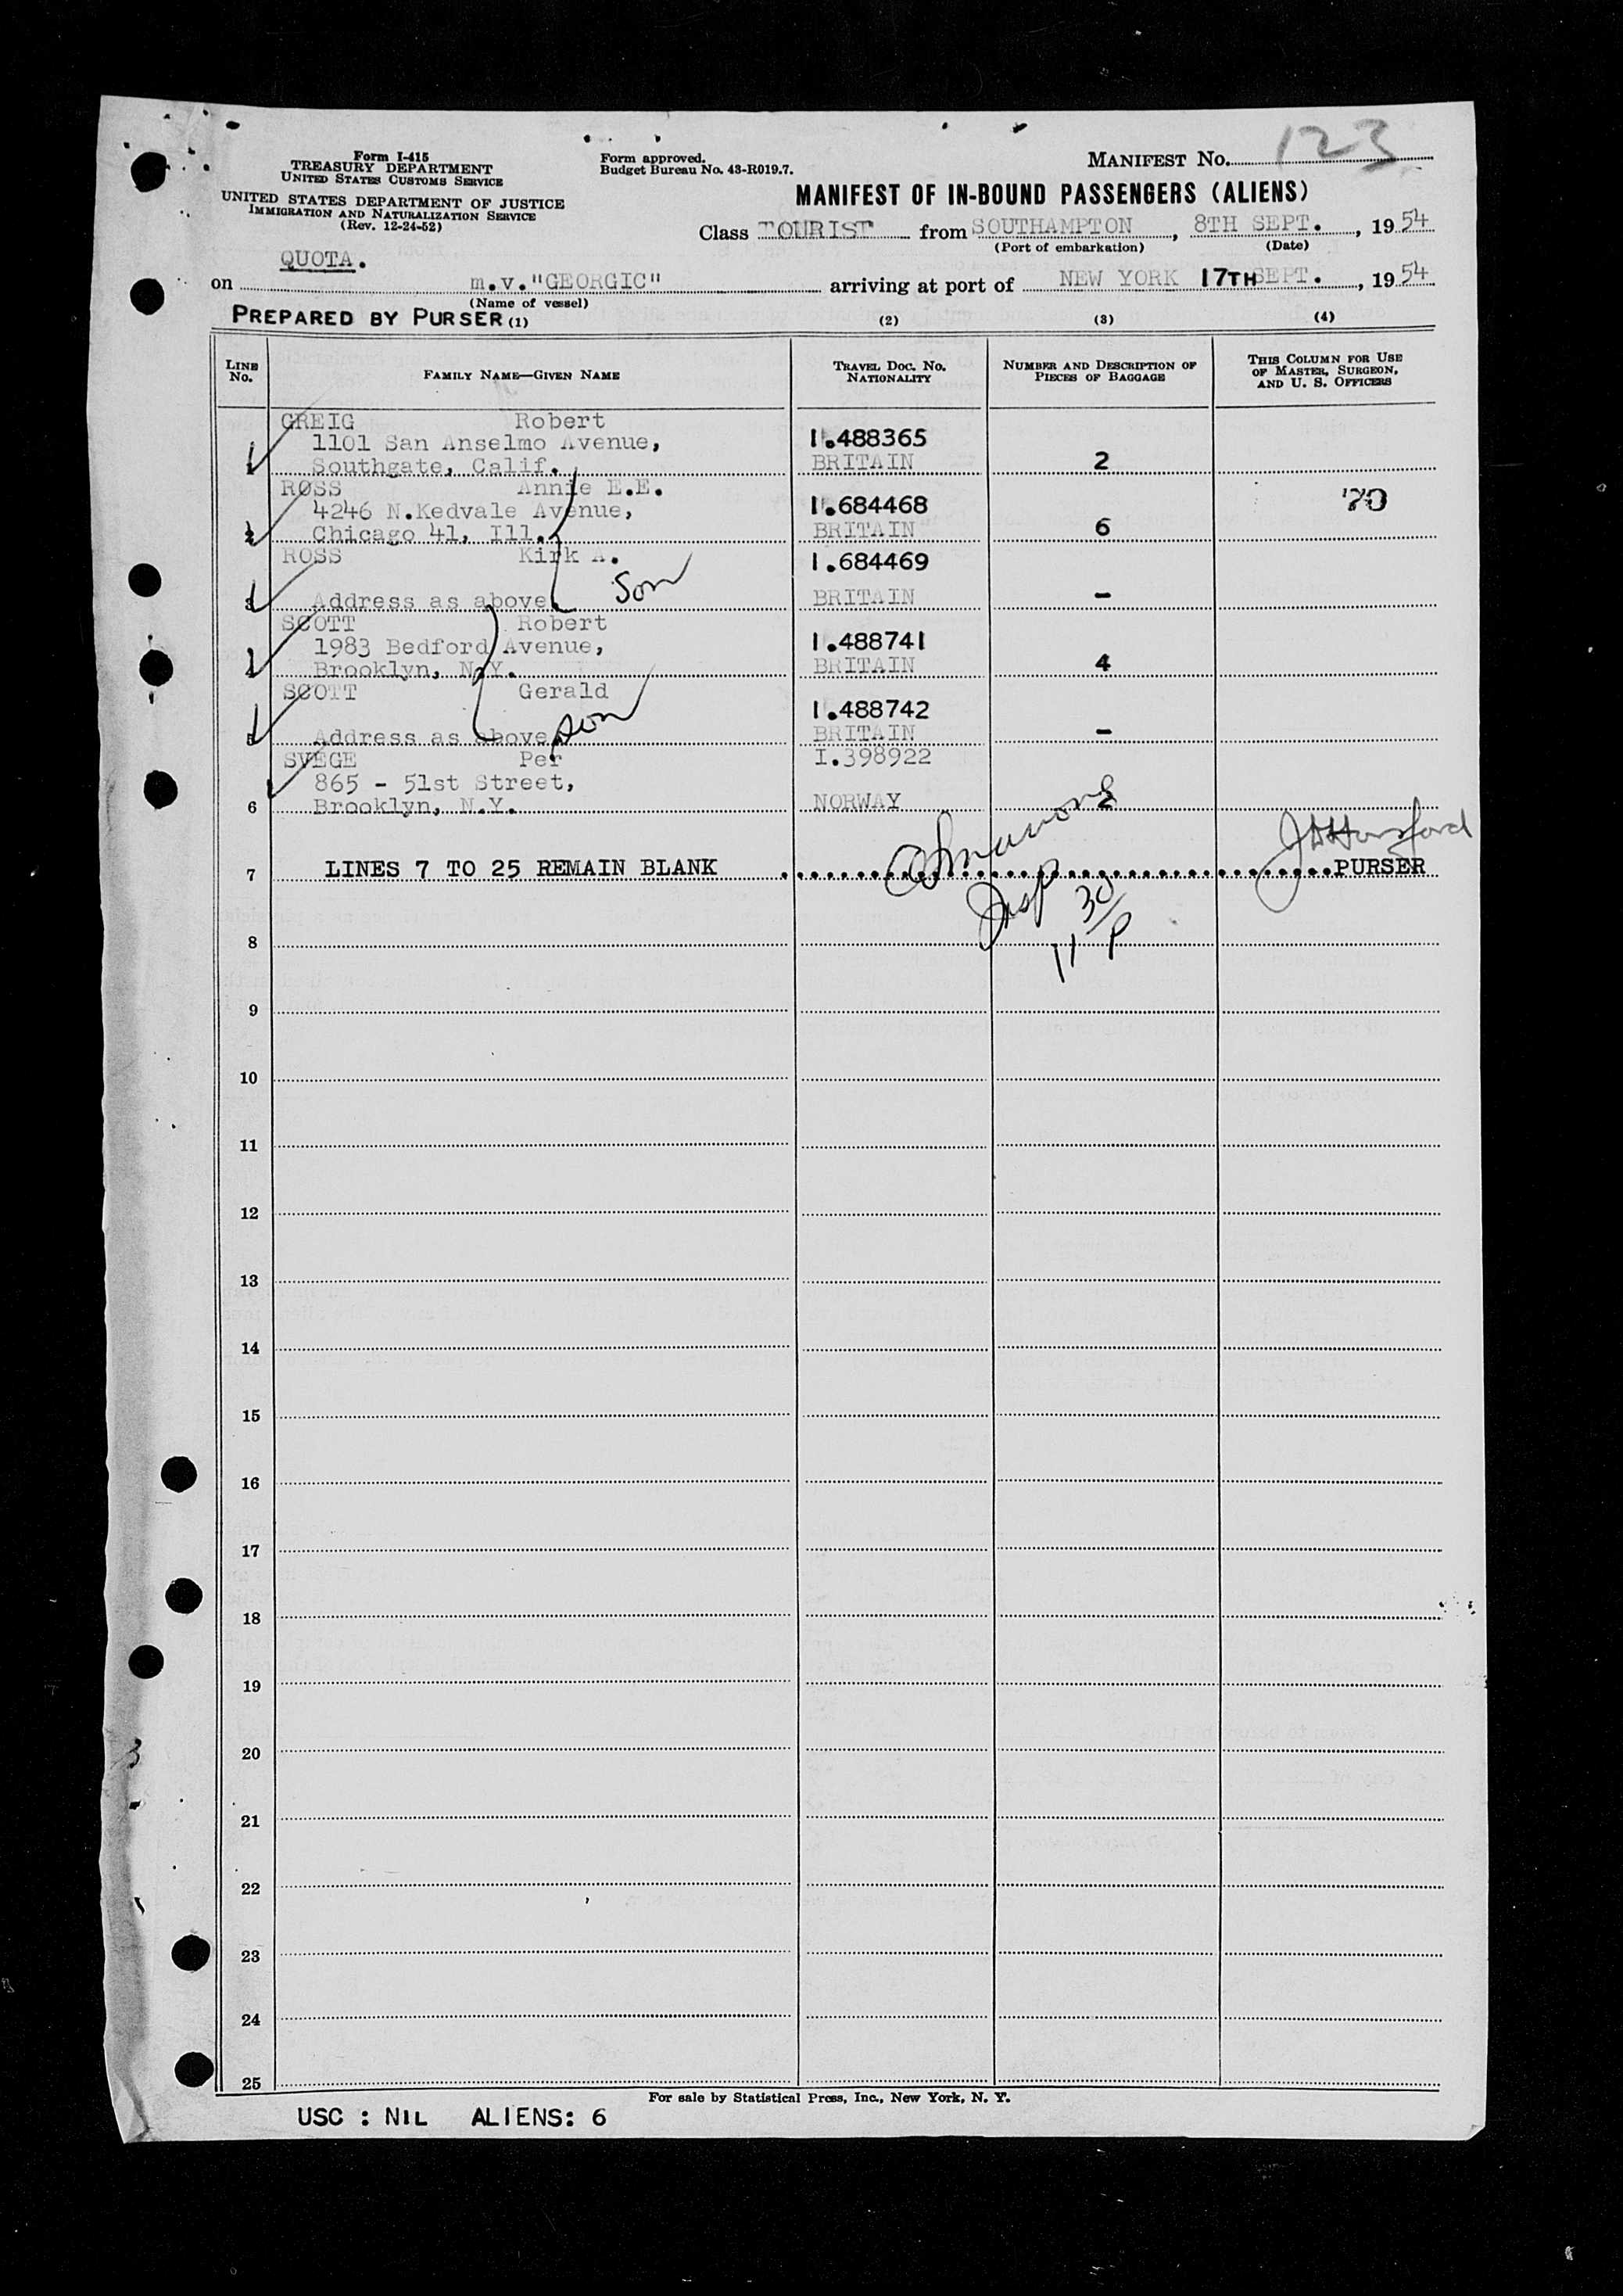 Form I-415
TREASURY DEPARTMENT
UNITED STATES CUSTOMS SERVICE
UNITED STATES DEPARTMENT OF JUSTICE
IMMIGRATION AND NATURALIZATION SERVICE
(Rev. 12-24-52)
Form approved.
Budget Bureau No. 43-R019.7.
MANIFEST NO. 123
MANIFEST OF IN-BOUND PASSENGERS (ALIENS)
Class TOURIST from SOUTHAMPTON, 8TH SEPT., 1954
(Port of embarkation) (Date)
QUOTA.
on m.v."GEORGIC" arriving at port of NEW YORK 17TH SEPT., 1954
(Name of vessel)
PREPARED BY PURSER (1) (2) (3) (4)
LINE NO. FAMILY NAME—GIVEN NAME TRAVEL DOC. NO. NATIONALITY NUMBER AND DESCRIPTION OF PIECES OF BAGGAGE THIS COLUMN FOR USE OF MASTER, SURGEON, AND U. S. OFFICERS
GREIG Robert
1101 San Anselmo Avenue, 1.488365
1 Southgate, Calif. BRITAIN 2
ROSS Annie E.E.
4246 N.Kedvale Avenue, 1.684468 70
2 Chicago 41, Ill. BRITAIN 6
ROSS Kirk A. 1.684469
Son
3 Address as above. BRITAIN -
SCOTT Robert
1983 Bedford Avenue, 1.488741
4 Brooklyn, N.Y. BRITAIN 4
SCOTT Gerald
1.488742
son
5 Address as above. BRITAIN -
SVEGE Per I.398922
865 - 51st Street,
6 Brooklyn, N.Y. NORWAY 2
7 LINES 7 TO 25 REMAIN BLANK PURSER
Insp
11 30/P
8
9
10
11
12
13
14
15
16
17
18
19
20
21
22
23
24
25
For sale by Statistical Press, Inc., New York, N. Y.
USC : NIL ALIENS: 6